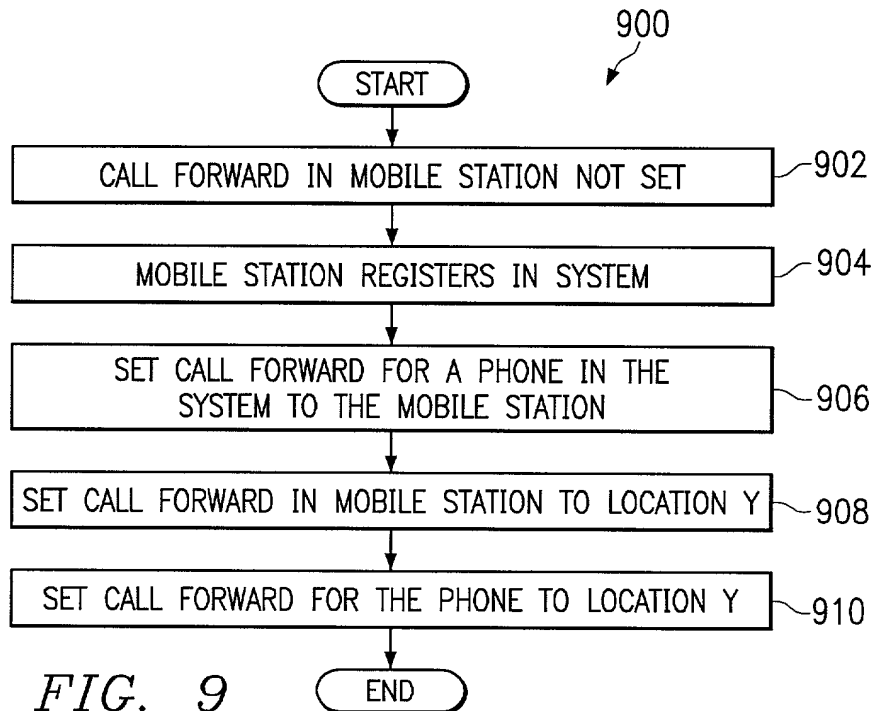 900
START
CALL FORWARD IN MOBILE STATION NOT SET
902
MOBILE STATION REGISTERS IN SYSTEM
904
SET CALL FORWARD FOR A PHONE IN THE
SYSTEM TO THE MOBILE STATION
906
SET CALL FORWARD IN MOBILE STATION TO LOCATION Y
908
SET CALL FORWARD FOR THE PHONE TO LOCATION Y
910
FIG. 9
END